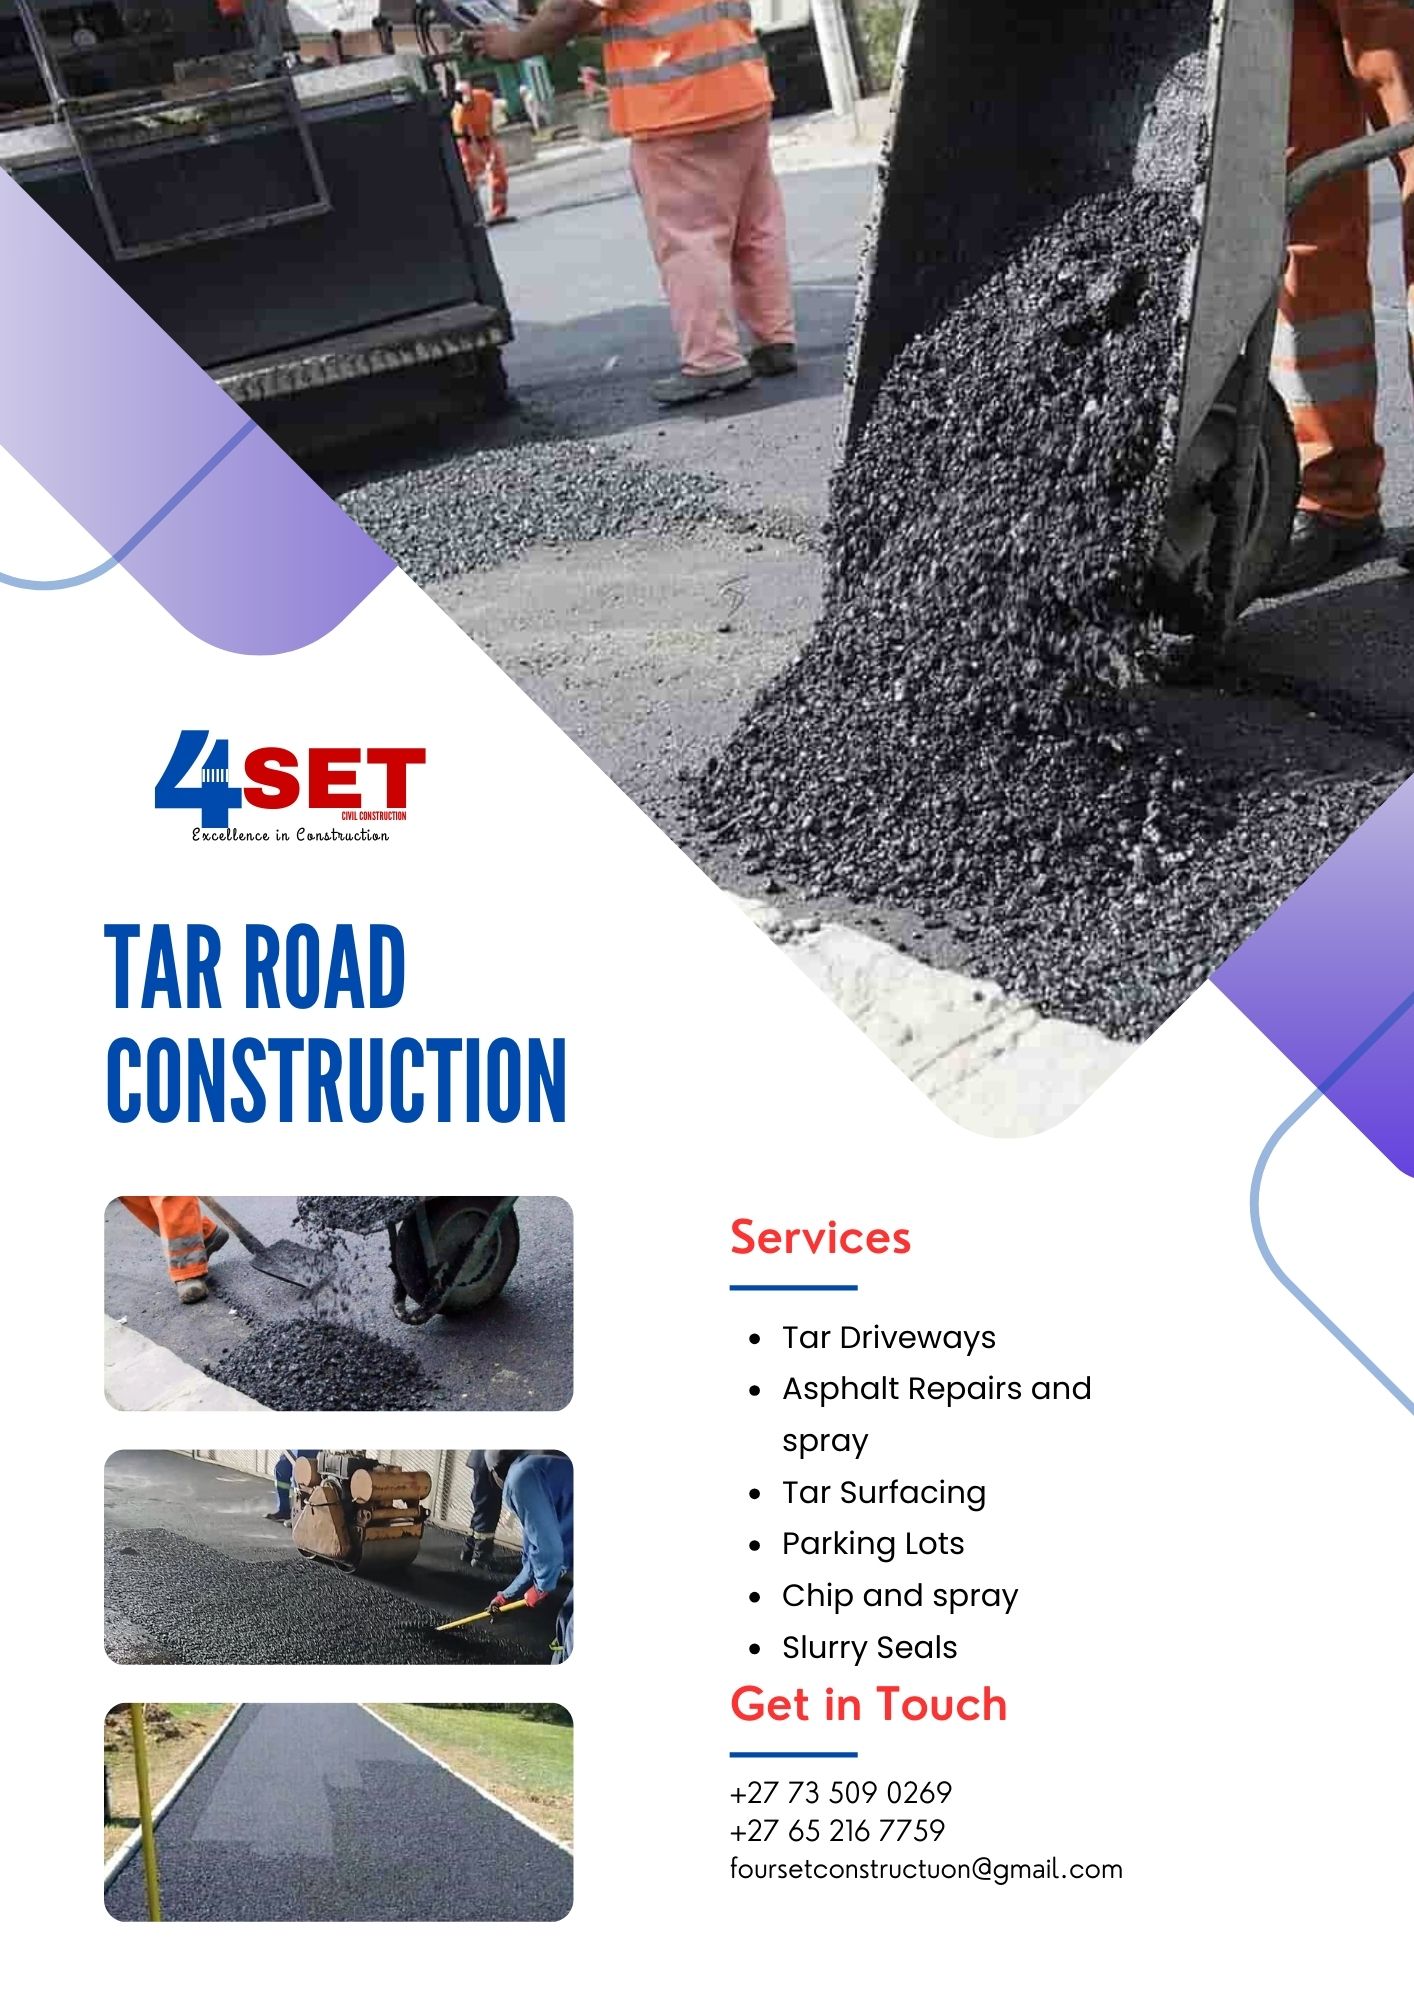 4SET
CIVIL CONSTRUCTION
Excellence in Construction
TAR ROAD
CONSTRUCTION
Services
• Tar Driveways
• Asphalt Repairs and
spray
• Tar Surfacing
• Parking Lots
• Chip and spray
• Slurry Seals
Get in Touch
+27 73 509 0269
+27 65 216 7759
foursetconstructuon@gmail.com